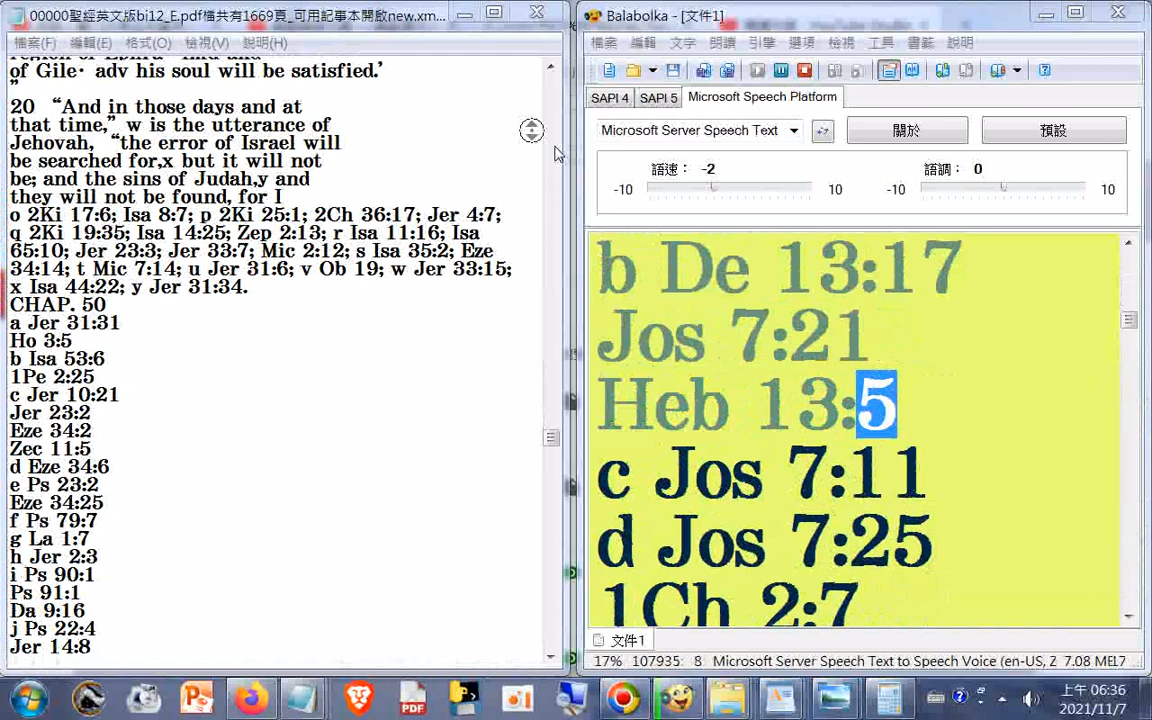 00000聖經英文版bi12_E.pdf檔共有1669頁_可用記事本開啟new.xm...
檔案(F) 編輯(E) 格式(O) 檢視(V) 說明(H)
of Gile· adv his soul will be satisfied.’
”
20 “And in those days and at
that time,” w is the utterance of
Jehovah, “the error of Israel will
be searched for,x but it will not
be; and the sins of Judah,y and
they will not be found, for I
o 2Ki 17:6; Isa 8:7; p 2Ki 25:1; 2Ch 36:17; Jer 4:7;
q 2Ki 19:35; Isa 14:25; Zep 2:13; r Isa 11:16; Isa
65:10; Jer 23:3; Jer 33:7; Mic 2:12; s Isa 35:2; Eze
34:14; t Mic 7:14; u Jer 31:6; v Ob 19; w Jer 33:15;
x Isa 44:22; y Jer 31:34.
CHAP. 50
a Jer 31:31
Ho 3:5
b Isa 53:6
1Pe 2:25
c Jer 10:21
Jer 23:2
Eze 34:2
Zec 11:5
d Eze 34:6
e Ps 23:2
Eze 34:25
f Ps 79:7
g La 1:7
h Jer 2:3
i Ps 90:1
Ps 91:1
Da 9:16
j Ps 22:4
Jer 14:8
Balabolka - [文件1]
檔案 編輯 文字 朗讀 引擎 選項 檢視 工具 書籤 說明
SAPI 4 SAPI 5 Microsoft Speech Platform
Microsoft Server Speech Text 關於 預設
語速： -2 語調： 0
-10 10 -10 10
b De 13:17
Jos 7:21
Heb 13:5
c Jos 7:11
d Jos 7:25
1Ch 2:7
文件1
17% 107935: 8 Microsoft Server Speech Text to Speech Voice (en-US, Z 7.08 ME17
PDF
上午 06:36
2021/11/7